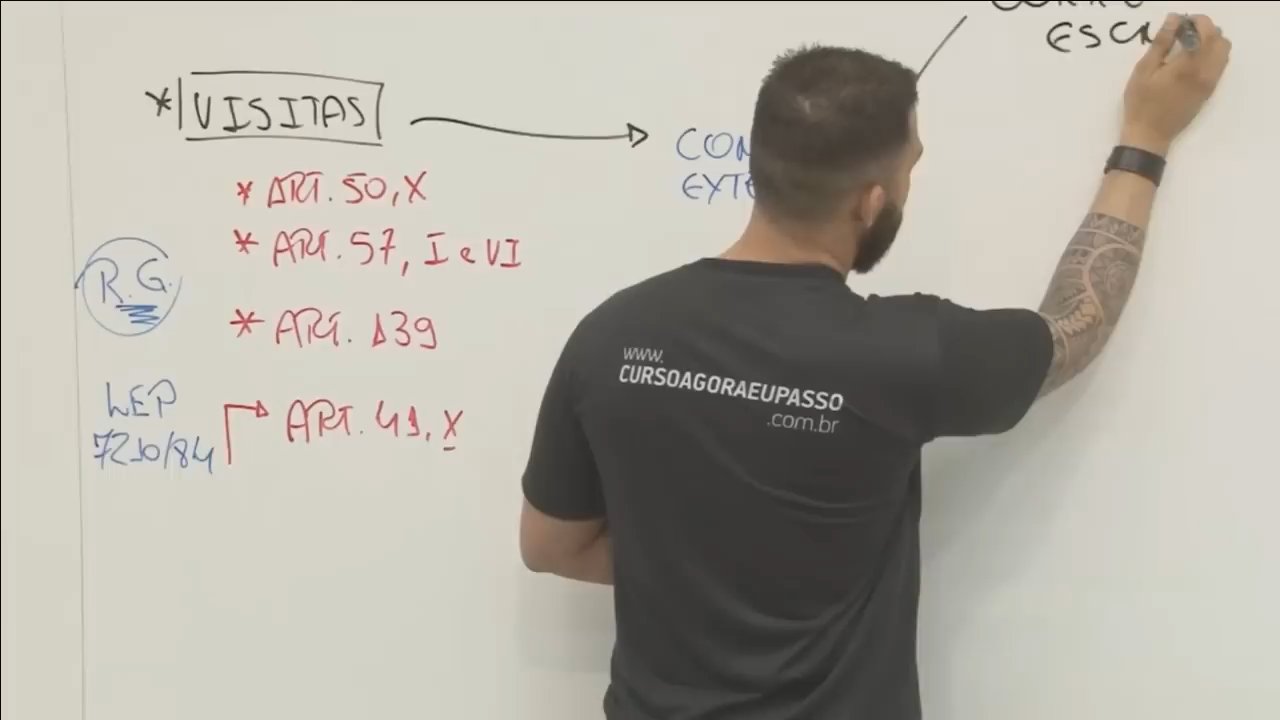 * VISITAS
* ART. 50, X
* ART. 57, I e VI
R.G.
* ART. 139
LEP
7210/84
ART. 41, X
www.
CURSOAGORAEUPASSO
.com.br